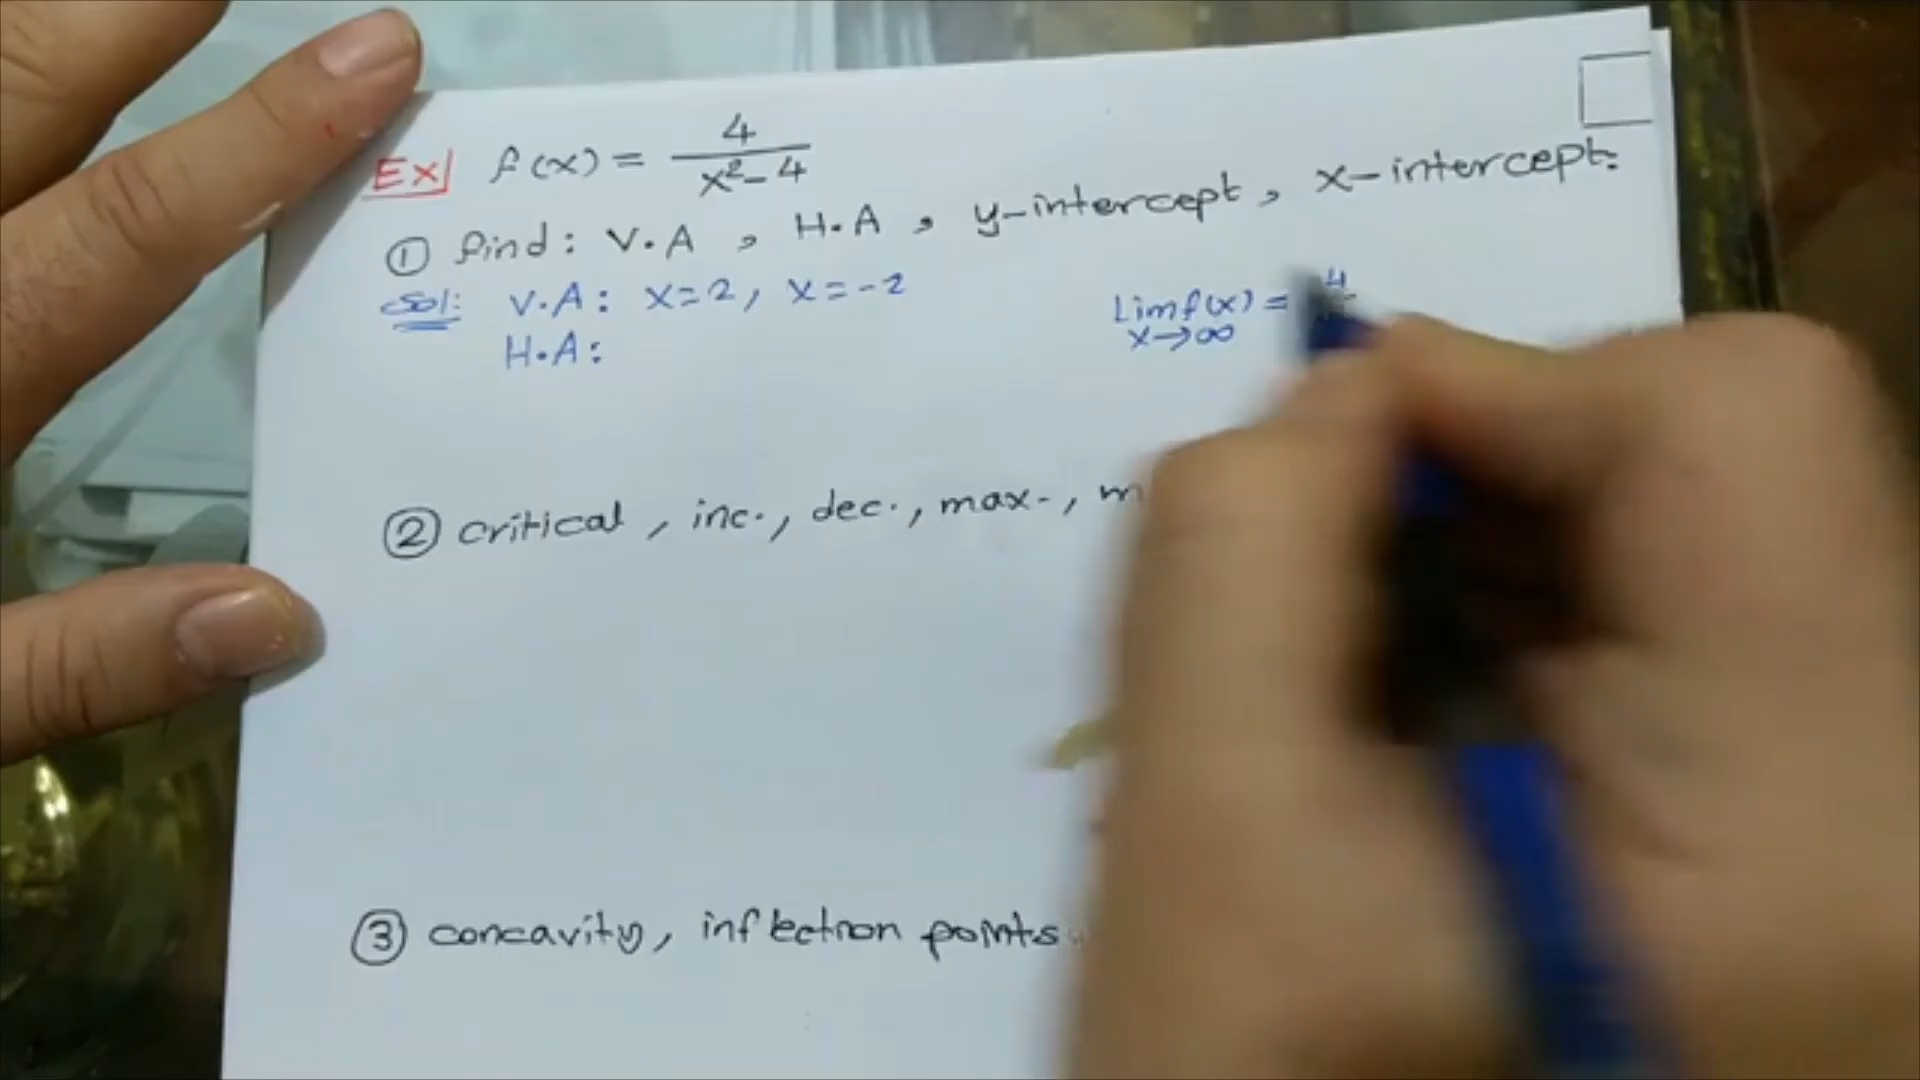 Ex f(x) = 4 / x²-4
① find: V.A , H.A , y-intercept, x-intercept.
Sol: V.A: x=2, x=-2
H.A:
Lim f(x) = 4
x→∞
② critical, inc., dec., max.,
③ concavity, inflection points